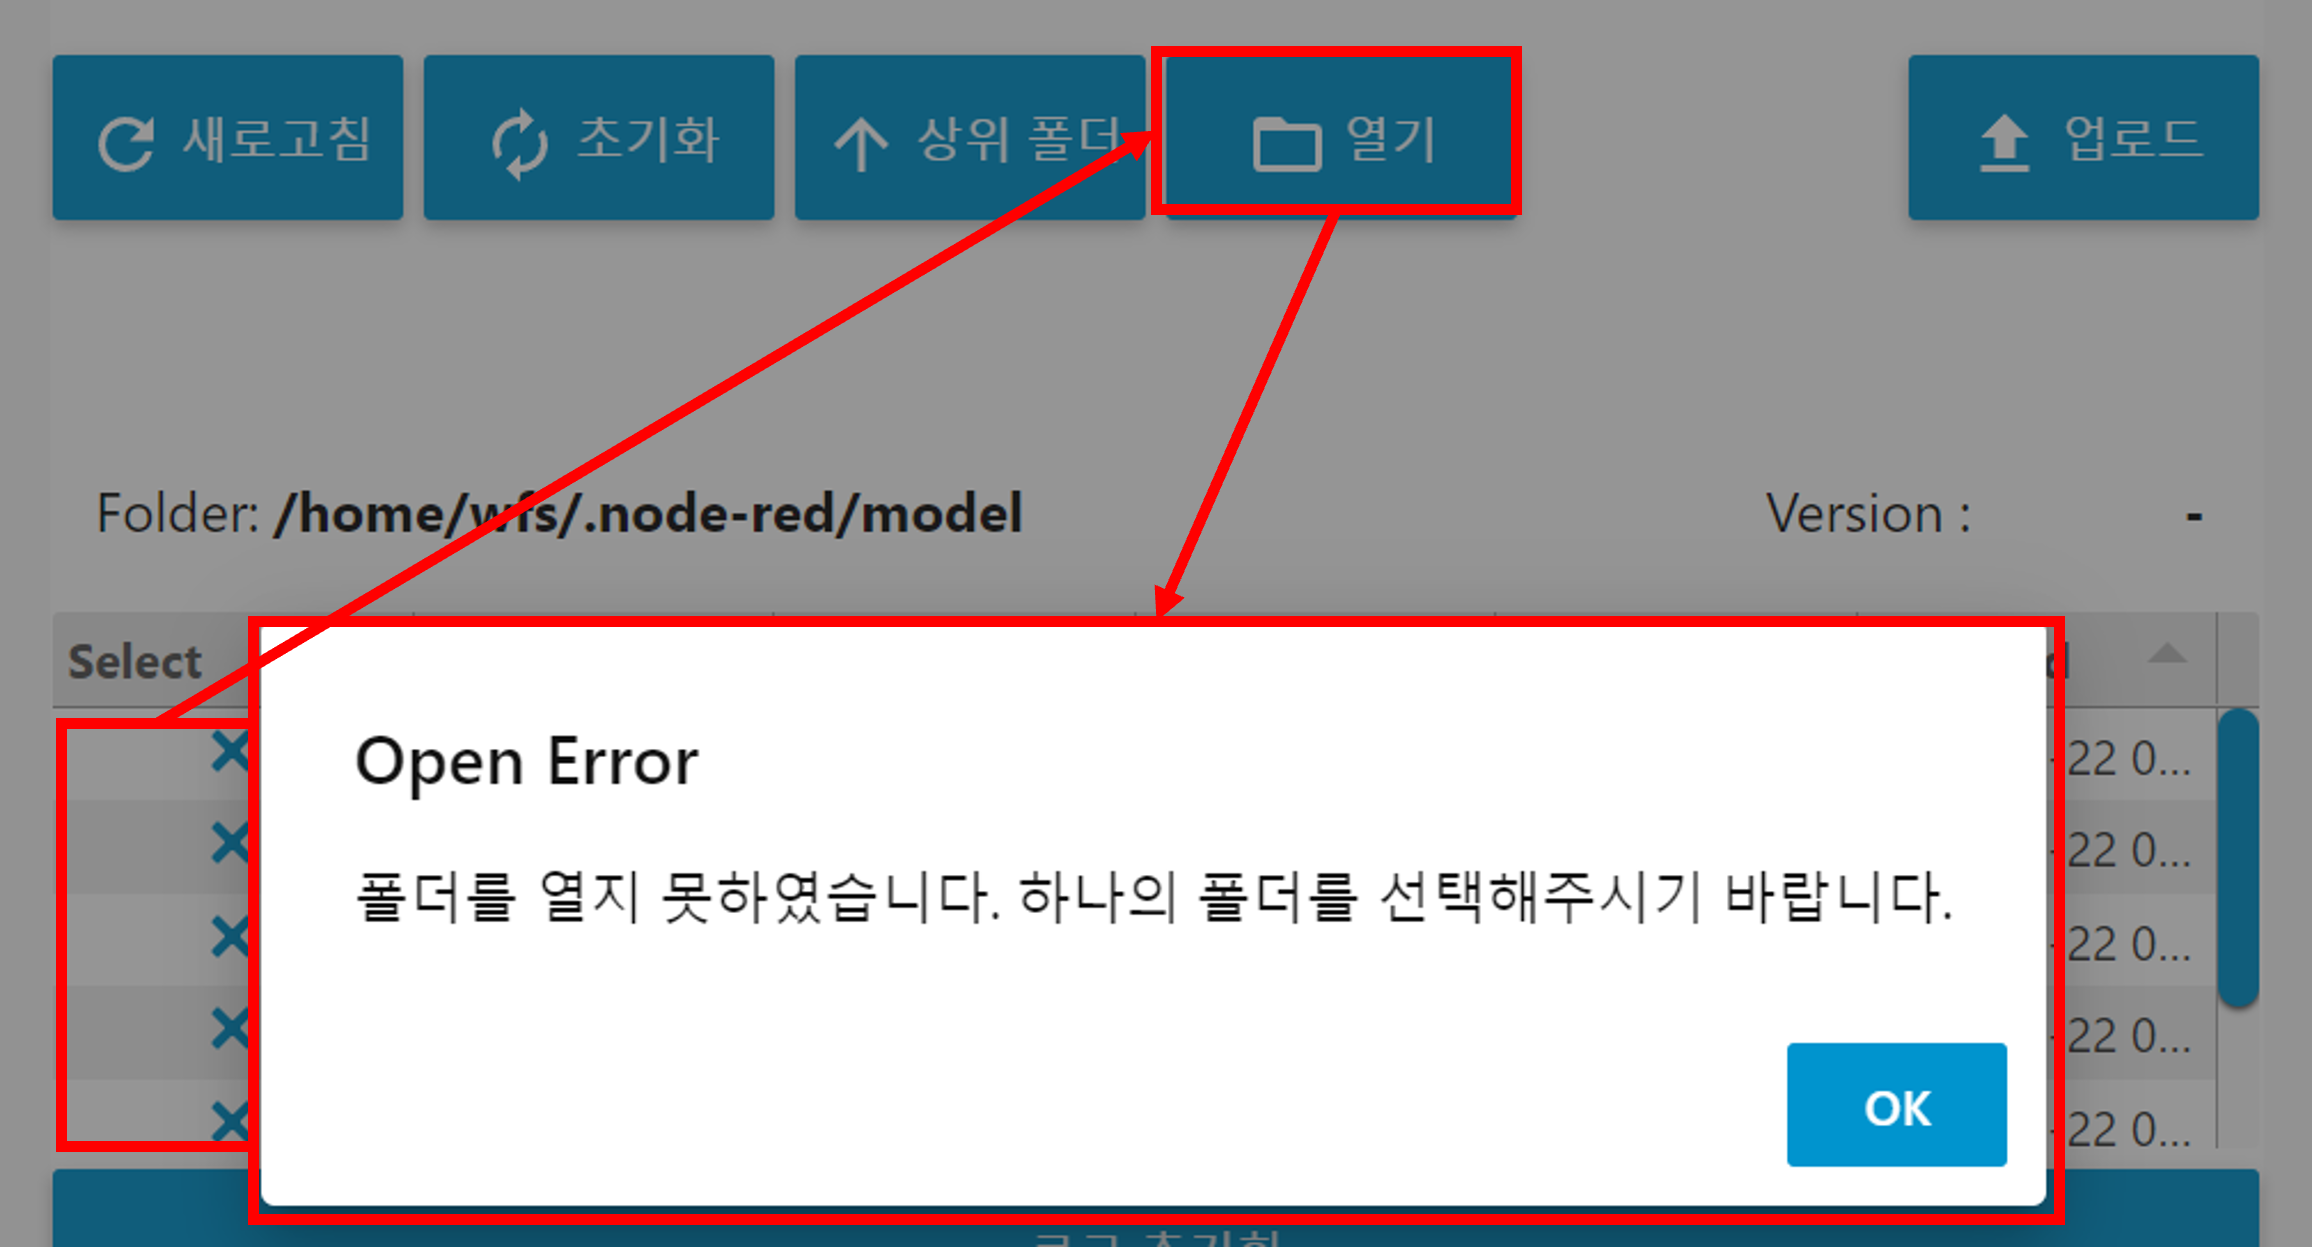 새로고침
초기화
상위 폴더
열기
업로드
Folder: /home/wfs/.node-red/model
Version : -
Select
d
Open Error
폴더를 열지 못하였습니다. 하나의 폴더를 선택해주시기 바랍니다.
-22 0...
-22 0...
-22 0...
-22 0...
-22 0...
OK